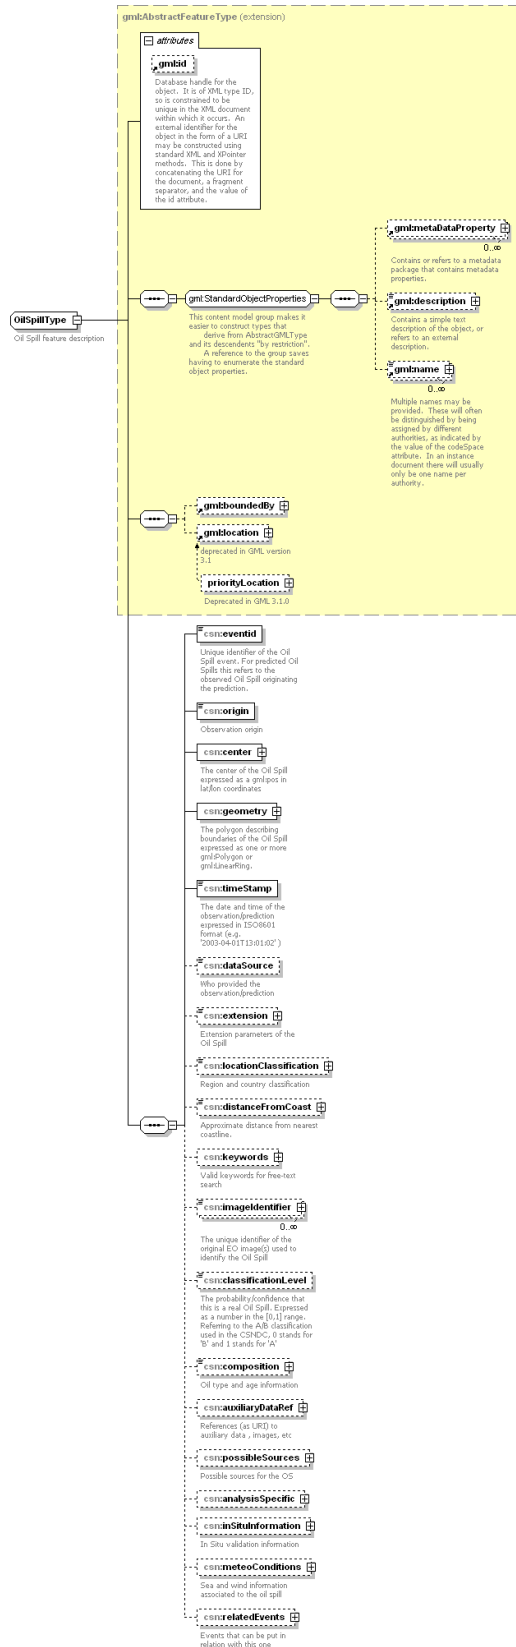 gml:AbstractFeatureType (extension)
attributes
gml:id
Database handle for the
object.  It is of XML type ID,
so is constrained to be
unique in the XML document
within which it occurs.  An
external identifier for the
object in the form of a URI
may be constructed using
standard XML and XPointer
methods.  This is done by
concatenating the URI for
the document, a fragment
separator, and the value of
the id attribute.
OilSpillType
Oil Spill feature description
gml:StandardObjectProperties
This content model group makes it
easier to construct types that
derive from AbstractGMLType
and its descendents "by restriction".
A reference to the group saves
having to enumerate the standard
object properties.
gml:metaDataProperty
0..∞
Contains or refers to a metadata
package that contains metadata
properties.
gml:description
Contains a simple text
description of the object, or
refers to an external
description.
gml:name
0..∞
Multiple names may be
provided.  These will often
be distinguished by being
assigned by different
authorities, as indicated by
the value of the codeSpace
attribute.  In an instance
document there will usually
only be one name per
authority.
gml:boundedBy
gml:location
deprecated in GML version
3.1
priorityLocation
Deprecated in GML 3.1.0
csn:eventid
Unique identifier of the Oil
Spill event. For predicted Oil
Spills this refers to the
observed Oil Spill originating
the prediction.
csn:origin
Observation origin
csn:center
The center of the Oil Spill
expressed as a gml:pos in
lat/lon coordinates
csn:geometry
The polygon describing
boundaries of the Oil Spill
expressed as one or more
gml:Polygon or
gml:LinearRing.
csn:timeStamp
The date and time of the
observation/prediction
expressed in ISO8601
format (e.g.
'2003-04-01T13:01:02' )
csn:dataSource
Who provided the
observation/prediction
csn:extension
Extension parameters of the
Oil Spill
csn:locationClassification
Region and country classification
csn:distanceFromCoast
Approximate distance from nearest
coastline.
csn:keywords
Valid keywords for free-text
search
csn:imageIdentifier
0..∞
The unique identifier of the
original EO image(s) used to
identify the Oil Spill
csn:classificationLevel
The probability/confidence that
this is a real Oil Spill. Expressed
as a number in the [0,1] range.
Referring to the A/B classification
used in the CSNDC, 0 stands for
'B' and 1 stands for 'A'
csn:composition
Oil type and age information
csn:auxiliaryDataRef
References (as URI) to
auxiliary data , images, etc
csn:possibleSources
Possible sources for the OS
csn:analysisSpecific
csn:inSituInformation
In Situ validation information
csn:meteoConditions
Sea and wind information
associated to the oil spill
csn:relatedEvents
Events that can be put in
relation with this one